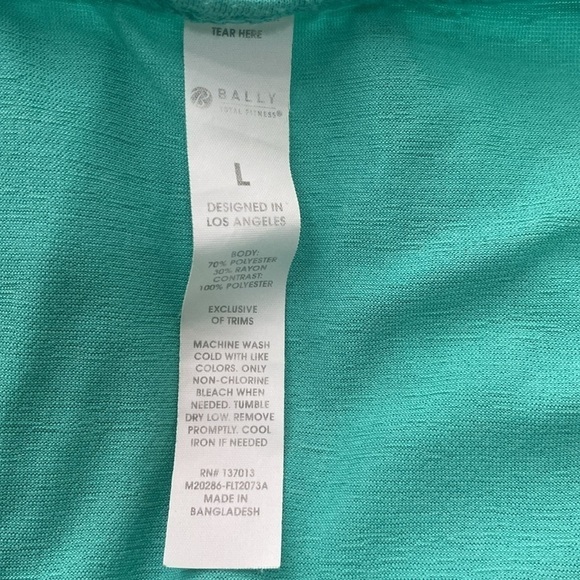 TEAR HERE
BALLY
TOTAL FITNESS®
L
DESIGNED IN
LOS ANGELES
BODY:
70% POLYESTER
30% RAYON
CONTRAST:
100% POLYESTER
EXCLUSIVE
OF TRIMS
MACHINE WASH
COLD WITH LIKE
COLORS. ONLY
NON-CHLORINE
BLEACH WHEN
NEEDED. TUMBLE
DRY LOW. REMOVE
PROMPTLY. COOL
IRON IF NEEDED
RN# 137013
M20286-FLT2073A
MADE IN
BANGLADESH